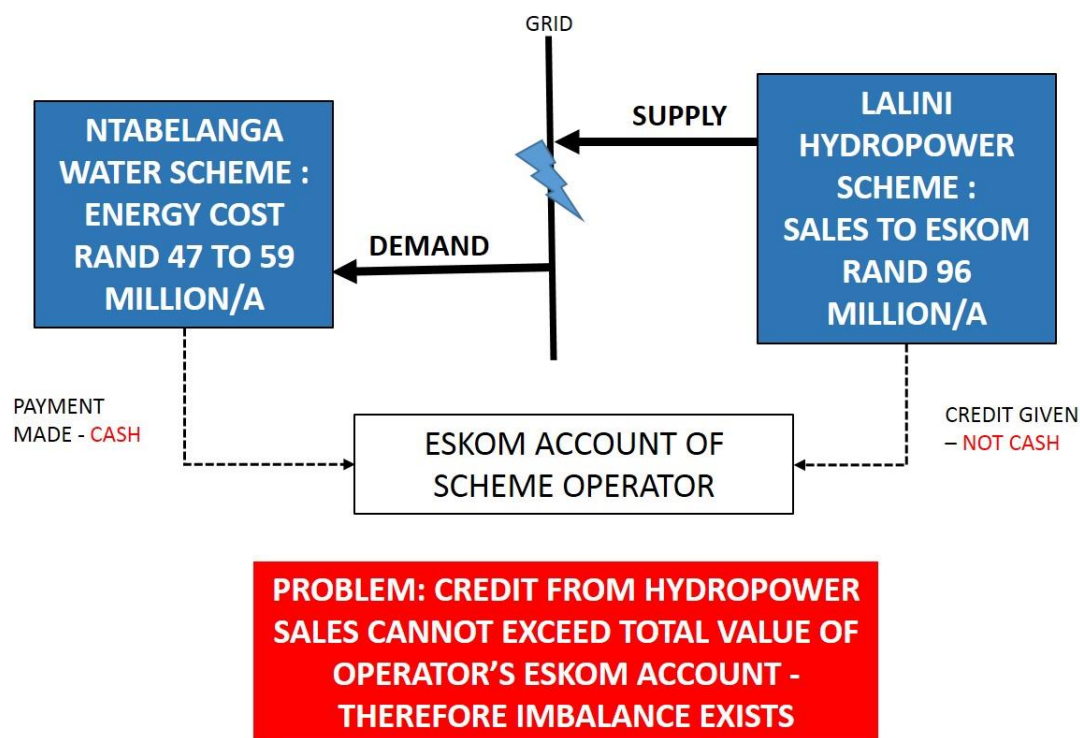 GRID
NTABELANGA
WATER SCHEME :
ENERGY COST
RAND 47 TO 59
MILLION/A
SUPPLY
LALINI
HYDROPOWER
SCHEME :
SALES TO ESKOM
RAND 96
MILLION/A
DEMAND
PAYMENT
MADE - CASH
ESKOM ACCOUNT OF
SCHEME OPERATOR
CREDIT GIVEN
– NOT CASH
PROBLEM: CREDIT FROM HYDROPOWER
SALES CANNOT EXCEED TOTAL VALUE OF
OPERATOR’S ESKOM ACCOUNT -
THEREFORE IMBALANCE EXISTS